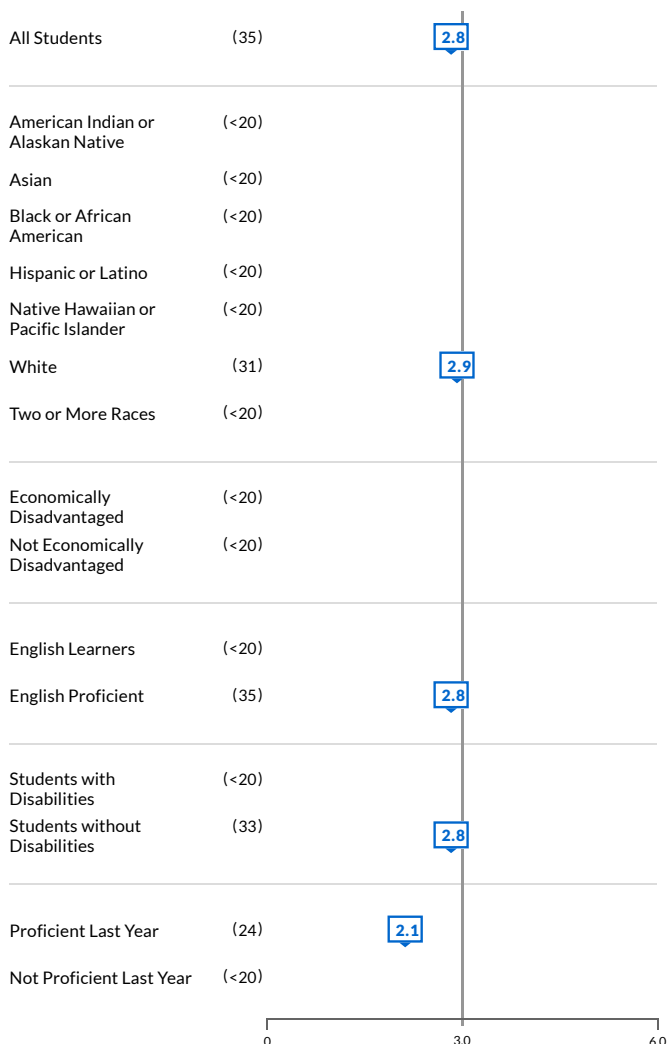 All Students (35) 2.8
American Indian or (<20)
Alaskan Native
Asian (<20)
Black or African (<20)
American
Hispanic or Latino (<20)
Native Hawaiian or (<20)
Pacific Islander
White (31) 2.9
Two or More Races (<20)
Economically (<20)
Disadvantaged
Not Economically (<20)
Disadvantaged
English Learners (<20)
English Proficient (35) 2.8
Students with (<20)
Disabilities
Students without (33) 2.8
Disabilities
Proficient Last Year (24) 2.1
Not Proficient Last Year (<20)
0 3.0 6.0